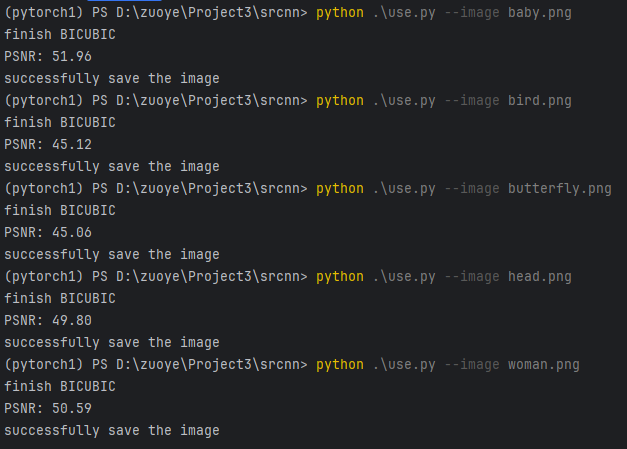 (pytorch1) PS D:\zuoye\Project3\srcnn> python .\use.py --image baby.png
finish BICUBIC
PSNR: 51.96
successfully save the image
(pytorch1) PS D:\zuoye\Project3\srcnn> python .\use.py --image bird.png
finish BICUBIC
PSNR: 45.12
successfully save the image
(pytorch1) PS D:\zuoye\Project3\srcnn> python .\use.py --image butterfly.png
finish BICUBIC
PSNR: 45.06
successfully save the image
(pytorch1) PS D:\zuoye\Project3\srcnn> python .\use.py --image head.png
finish BICUBIC
PSNR: 49.80
successfully save the image
(pytorch1) PS D:\zuoye\Project3\srcnn> python .\use.py --image woman.png
finish BICUBIC
PSNR: 50.59
successfully save the image